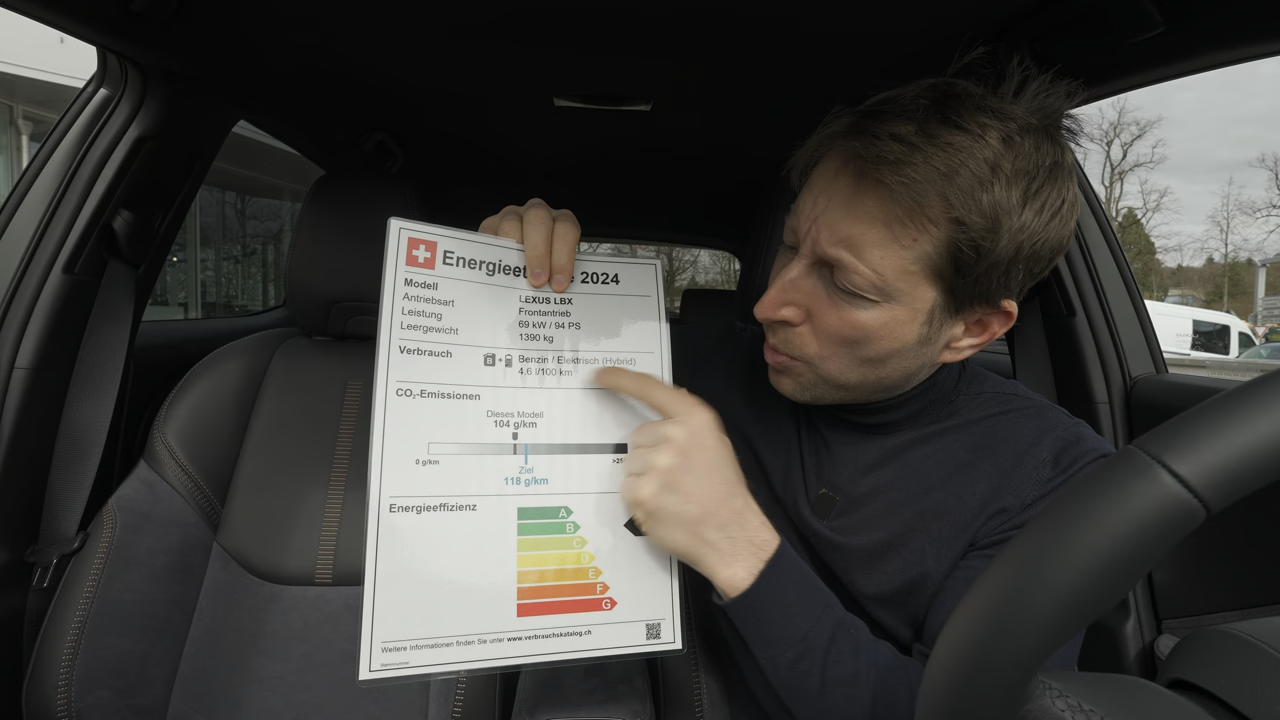 Energieet e 2024
Modell LEXUS LBX
Antriebsart Frontantrieb
Leistung 69 kW / 94 PS
Leergewicht 1390 kg
Verbrauch Benzin / Elektrisch (Hybrid)
4.6 l/100 km
CO₂-Emissionen
Dieses Modell
104 g/km
0 g/km >25
Ziel
118 g/km
Energieeffizienz
A
B
C
D
E
F
G
Weitere Informationen finden Sie unter www.verbrauchskatalog.ch